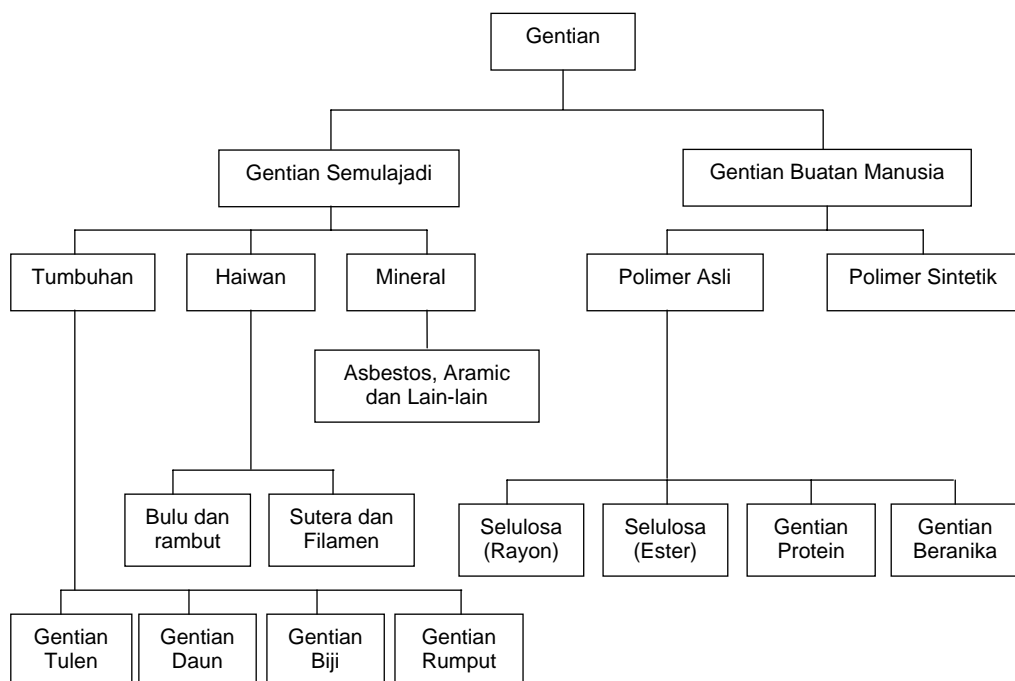 Gentian
Gentian Semulajadi
Gentian Buatan Manusia
Tumbuhan
Haiwan
Mineral
Polimer Asli
Polimer Sintetik
Asbestos, Aramic
dan Lain-lain
Bulu dan
rambut
Sutera dan
Filamen
Selulosa
(Rayon)
Selulosa
(Ester)
Gentian
Protein
Gentian
Beranika
Gentian
Tulen
Gentian
Daun
Gentian
Biji
Gentian
Rumput